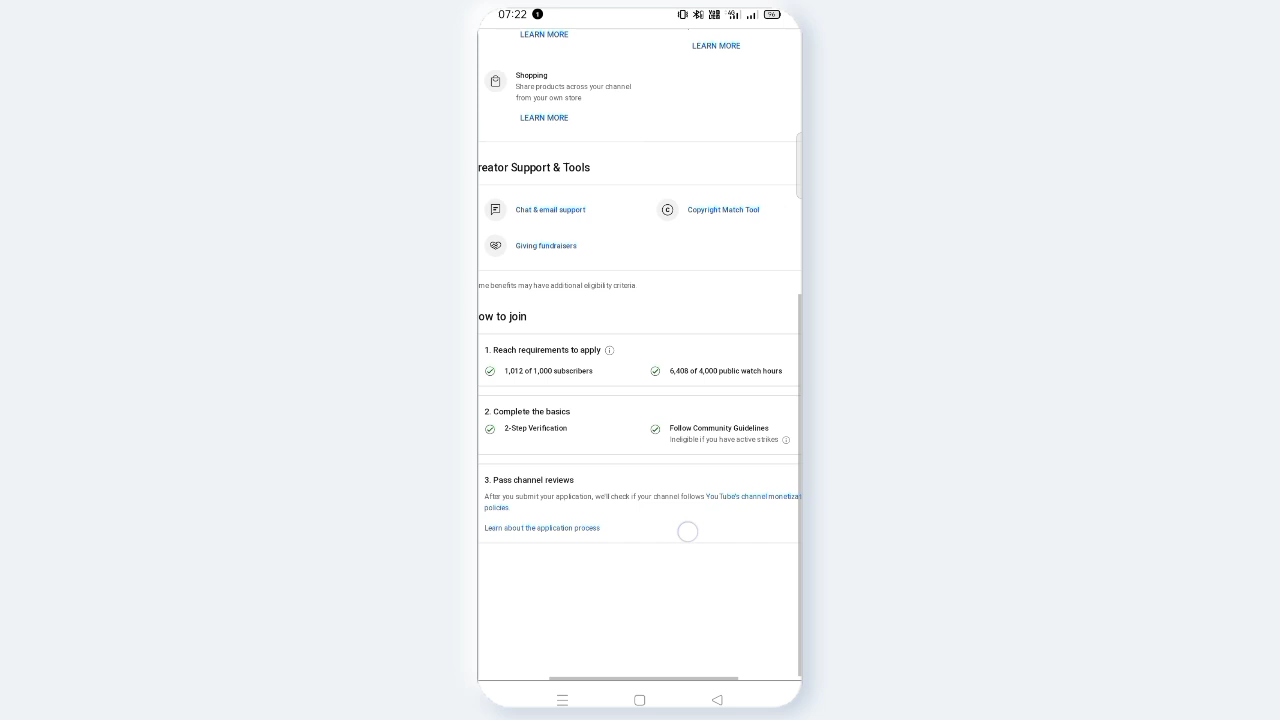 07:22 1 4G 96
LEARN MORE
LEARN MORE
Shopping
Share products across your channel
from your own store
LEARN MORE
reator Support & Tools
Chat & email support
Copyright Match Tool
Giving fundraisers
me benefits may have additional eligibility criteria.
ow to join
1. Reach requirements to apply
1,012 of 1,000 subscribers
6,408 of 4,000 public watch hours
2. Complete the basics
2-Step Verification
Follow Community Guidelines
Ineligible if you have active strikes
3. Pass channel reviews
After you submit your application, we'll check if your channel follows YouTube's channel monetizat
policies
Learn about the application process